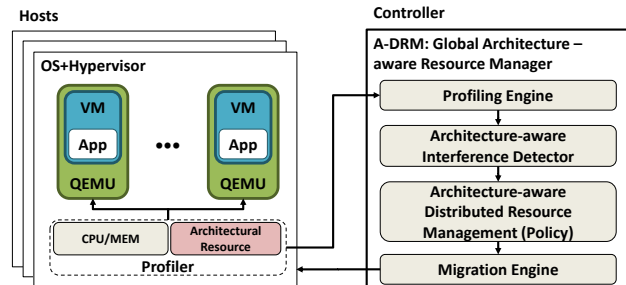 Hosts
OS+Hypervisor
VM
App
QEMU
VM
App
QEMU
CPU/MEM
Architectural
Resource
Profiler
Controller
A-DRM: Global Architecture –
aware Resource Manager
Profiling Engine
Architecture-aware
Interference Detector
Architecture-aware
Distributed Resource
Management (Policy)
Migration Engine